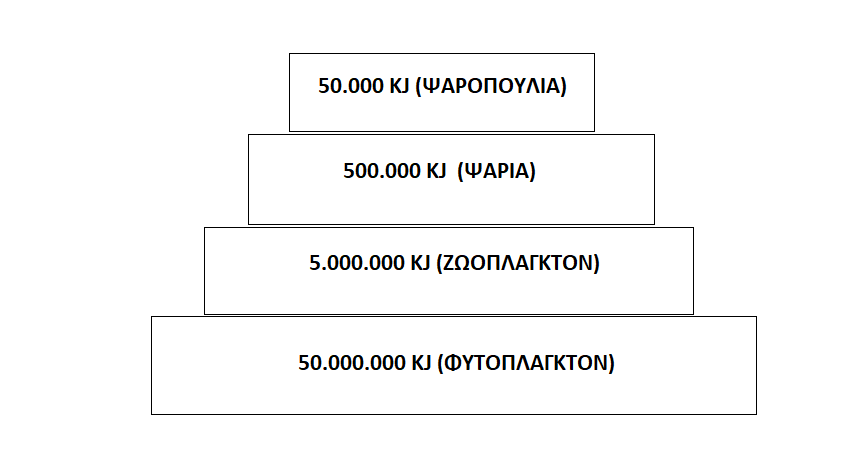 50.000 KJ (ΨΑΡΟΠΟΥΛΙΑ)
500.000 KJ (ΨΑΡΙΑ)
5.000.000 KJ (ΖΩΟΠΛΑΓΚΤΟΝ)
50.000.000 KJ (ΦΥΤΟΠΛΑΓΚΤΟΝ)